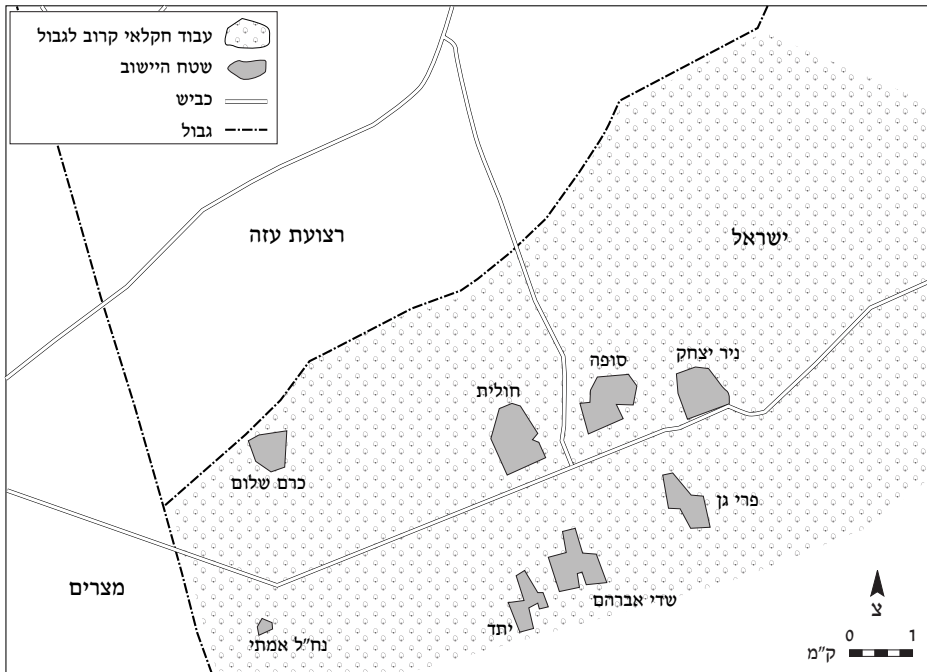 עבוד חקלאי קרוב לגבול
שטח היישוב
כביש
גבול
רצועת עזה
ישראל
ניר יצחק
סופה
חולית
כרם שלום
פרי גן
מצרים
שדי אברהם
יתד
נח"ל אמתי
צ
0 1
ק"מ